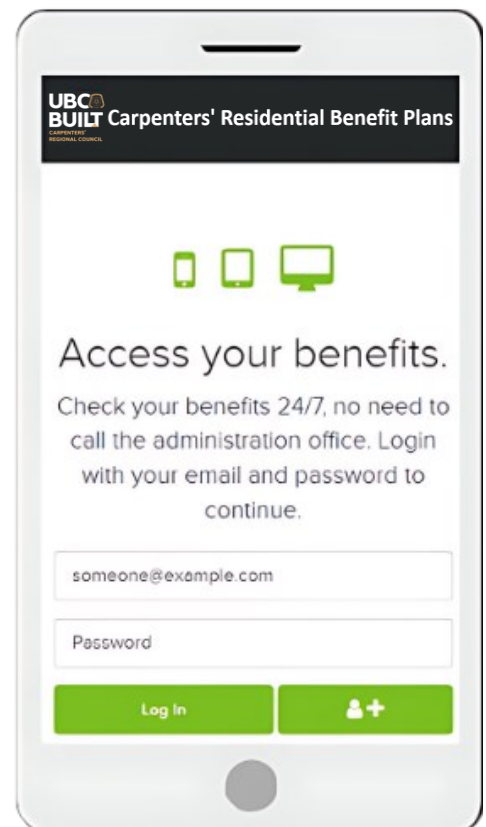 UBC
BUILT
CARPENTERS'
REGIONAL COUNCIL
Carpenters' Residential Benefit Plans
Access your benefits.
Check your benefits 24/7, no need to
call the administration office. Login
with your email and password to
continue.
someone@example.com
Password
Log In